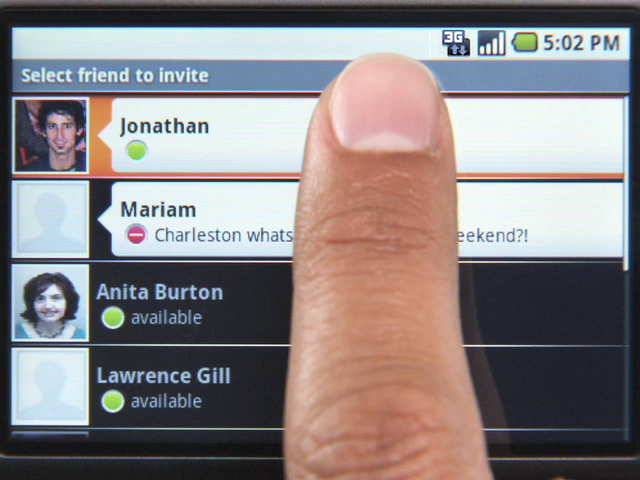 3G 5:02 PM
Select friend to invite
Jonathan
Mariam
Charleston whats eekend?!
Anita Burton
available
Lawrence Gill
available